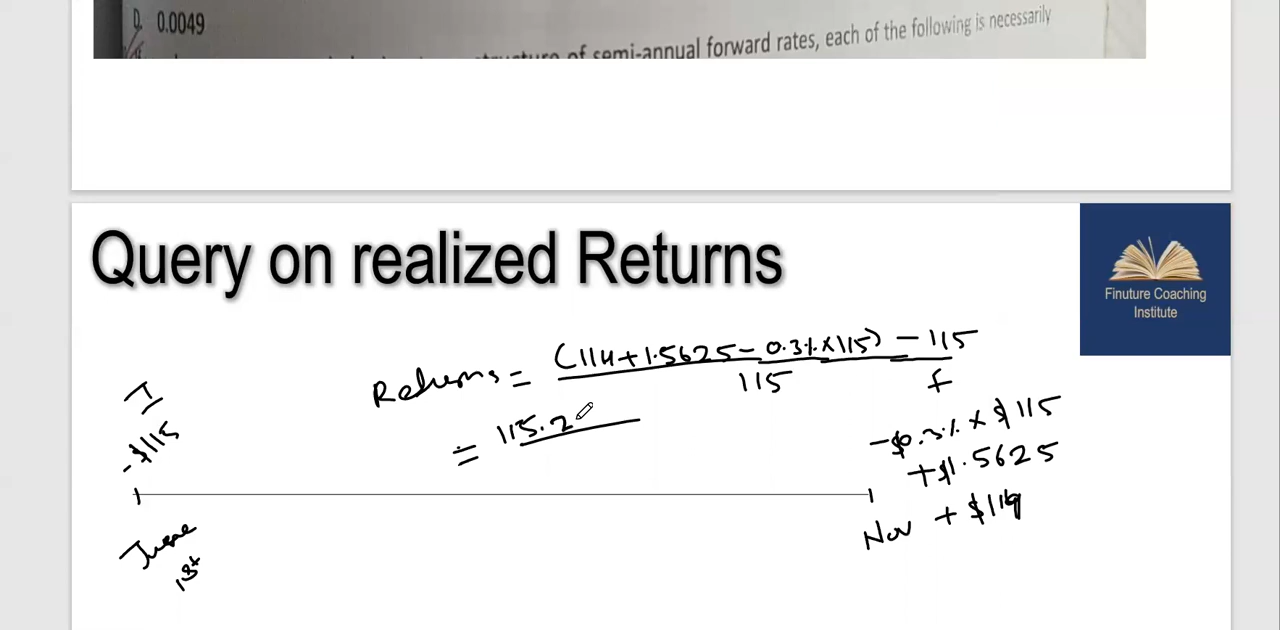 D. 0.0049
of semi-annual forward rates, each of the following is necessarily
Query on realized Returns
Finuture Coaching
Institute
Returns = (114+1.5625- 0.3%×115) - 115
115
= 115.2
I
-$115
June
1st
-$0.3% × $115
+$1.5625
Nov + $114